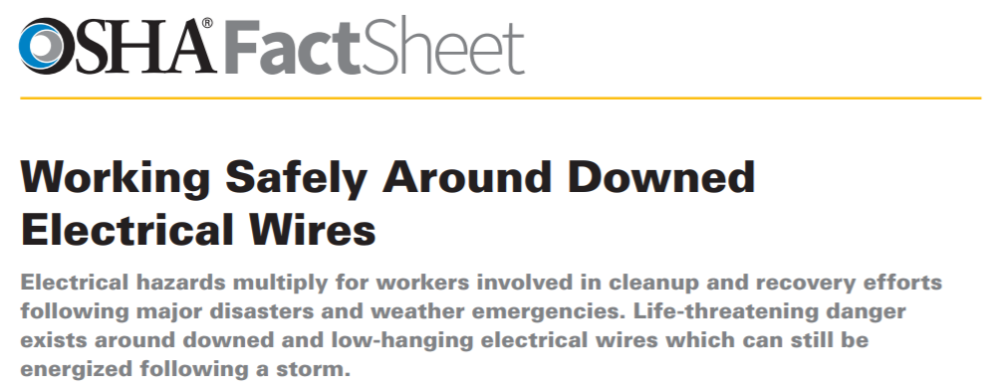 OSHA® FactSheet
Working Safely Around Downed
Electrical Wires
Electrical hazards multiply for workers involved in cleanup and recovery efforts
following major disasters and weather emergencies. Life-threatening danger
exists around downed and low-hanging electrical wires which can still be
energized following a storm.